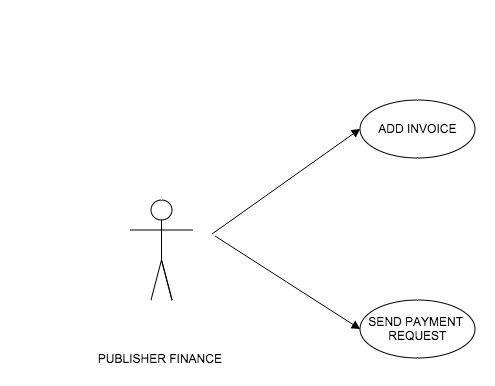 ADD INVOICE
SEND PAYMENT
REQUEST
PUBLISHER FINANCE